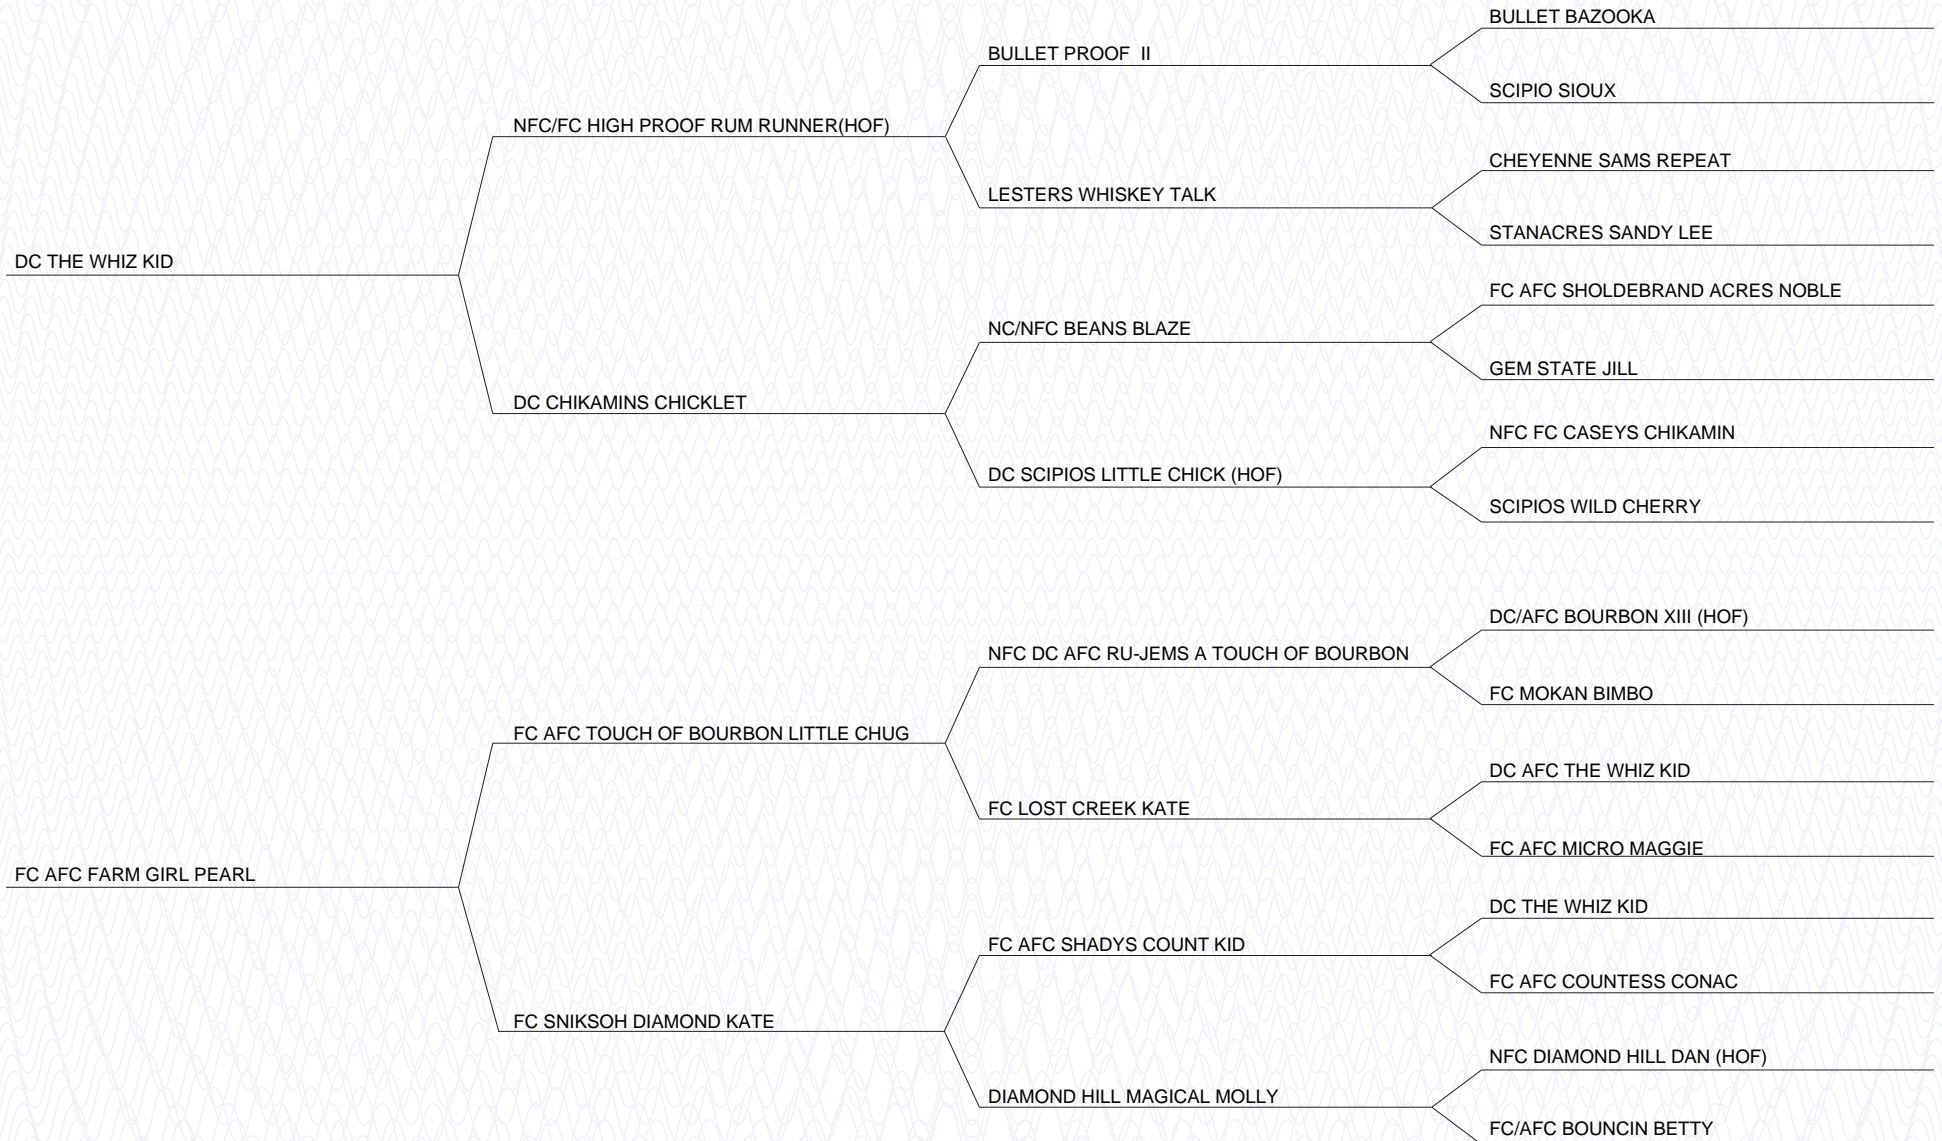 BULLET BAZOOKA
BULLET PROOF  II
SCIPIO SIOUX
NFC/FC HIGH PROOF RUM RUNNER(HOF)
CHEYENNE SAMS REPEAT
LESTERS WHISKEY TALK
STANACRES SANDY LEE
DC THE WHIZ KID
FC AFC SHOLDEBRAND ACRES NOBLE
NC/NFC BEANS BLAZE
GEM STATE JILL
DC CHIKAMINS CHICKLET
NFC FC CASEYS CHIKAMIN
DC SCIPIOS LITTLE CHICK (HOF)
SCIPIOS WILD CHERRY
DC/AFC BOURBON XIII (HOF)
NFC DC AFC RU-JEMS A TOUCH OF BOURBON
FC MOKAN BIMBO
FC AFC TOUCH OF BOURBON LITTLE CHUG
DC AFC THE WHIZ KID
FC LOST CREEK KATE
FC AFC MICRO MAGGIE
FC AFC FARM GIRL PEARL
DC THE WHIZ KID
FC AFC SHADYS COUNT KID
FC AFC COUNTESS CONAC
FC SNIKSOH DIAMOND KATE
NFC DIAMOND HILL DAN (HOF)
DIAMOND HILL MAGICAL MOLLY
FC/AFC BOUNCIN BETTY